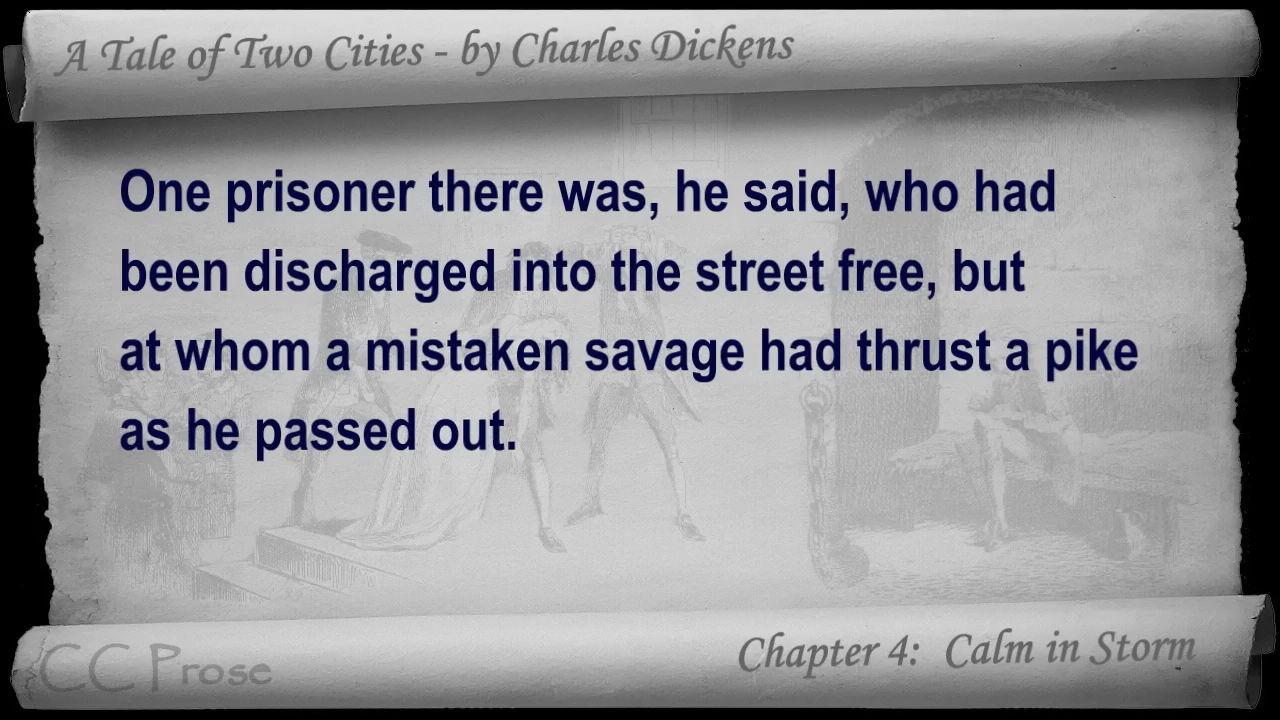 A Tale of Two Cities - by Charles Dickens
One prisoner there was, he said, who had
been discharged into the street free, but
at whom a mistaken savage had thrust a pike
as he passed out.
CC Prose
Chapter 4: Calm in Storm